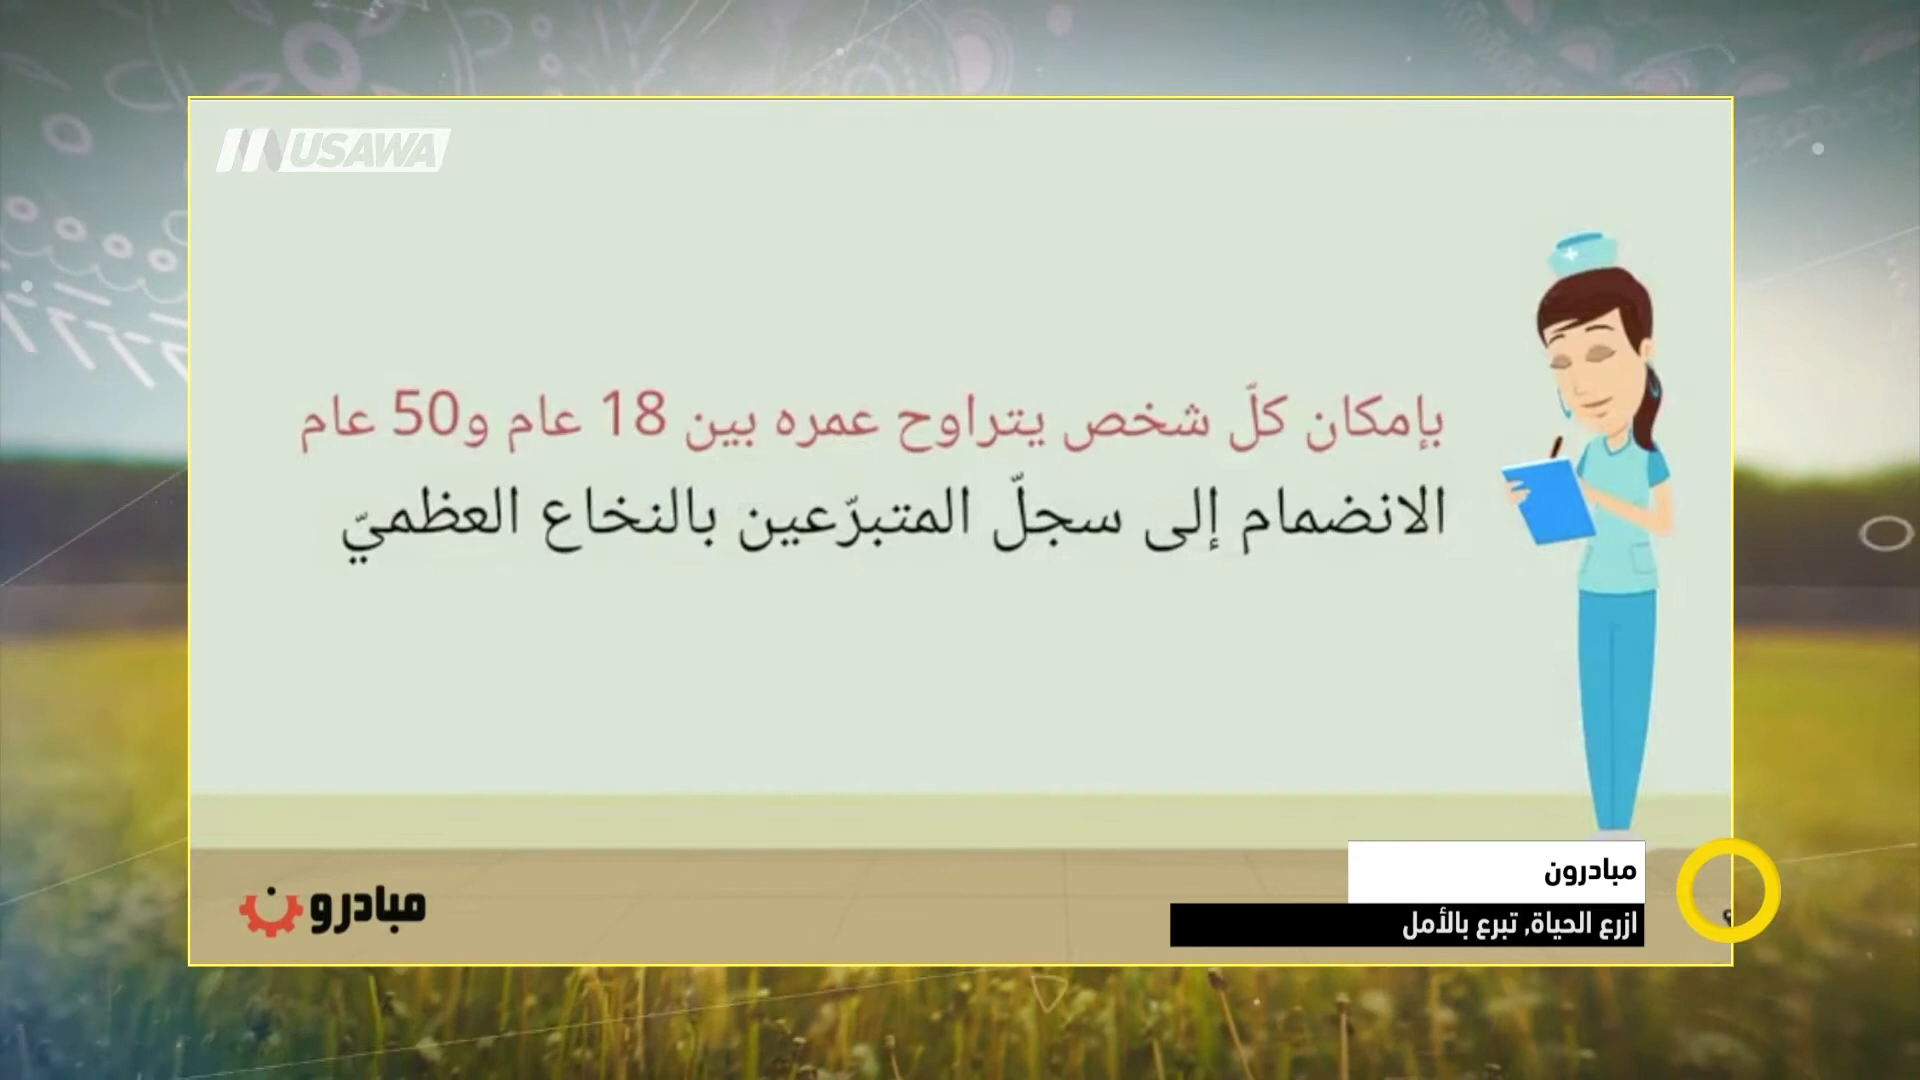 MUSAWA
بإمكان كلّ شخص يتراوح عمره بين 18 عام و50 عام
الانضمام إلى سجلّ المتبرّعين بالنخاع العظميّ
مبادرون
ازرع الحياة, تبرع بالأمل
مبادرون